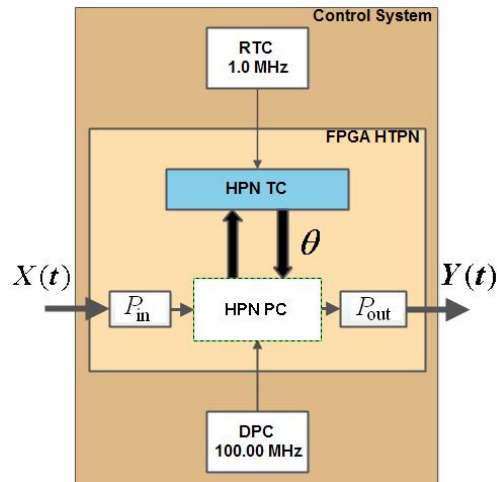 Control System
RTC
1.0 MHz
FPGA HTPN
HPN TC
θ
X(t)
P_in
HPN PC
P_out
Y(t)
DPC
100.00 MHz